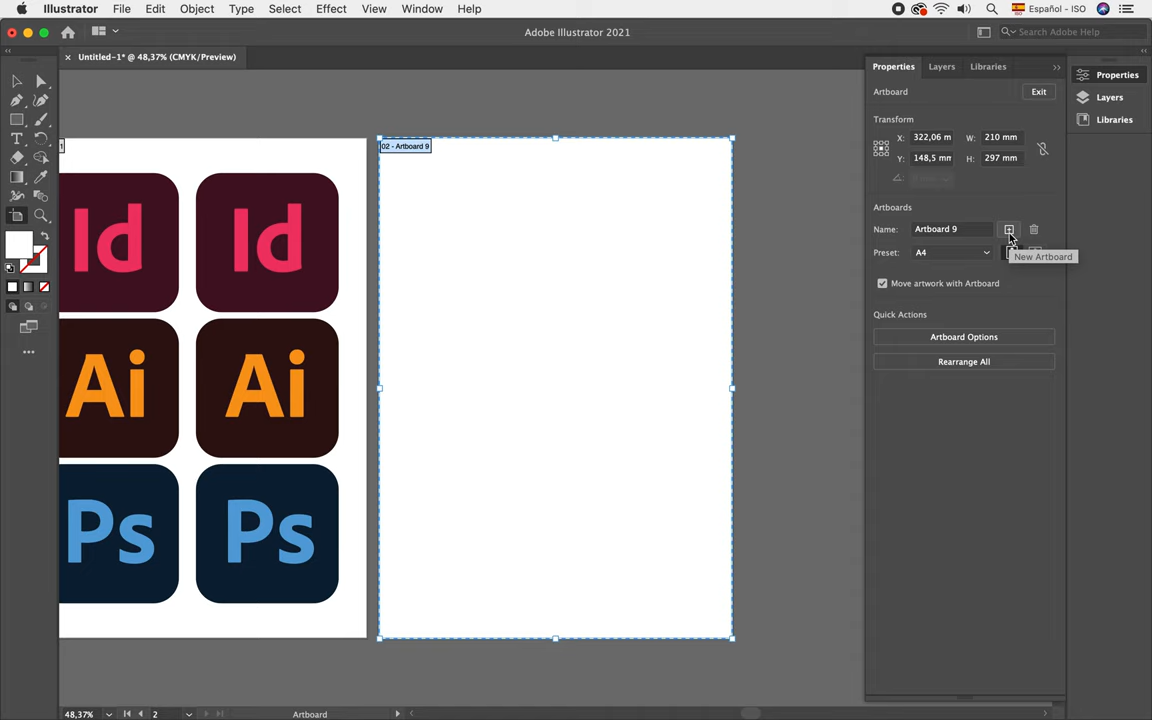 Illustrator File Edit Object Type Select Effect View Window Help
Español - ISO
Adobe Illustrator 2021
Search Adobe Help
× Untitled-1* @ 48,37% (CMYK/Preview)
Properties Layers Libraries
Properties
Layers
Libraries
Artboard
Exit
Transform
X: 322,06 m W: 210 mm
Y: 148,5 mm H: 297 mm
Artboards
Name: Artboard 9
Preset: A4
New Artboard
Move artwork with Artboard
Quick Actions
Artboard Options
Rearrange All
1
02 - Artboard 9
Id Id
Ai Ai
Ps Ps
T
48,37% 2 Artboard